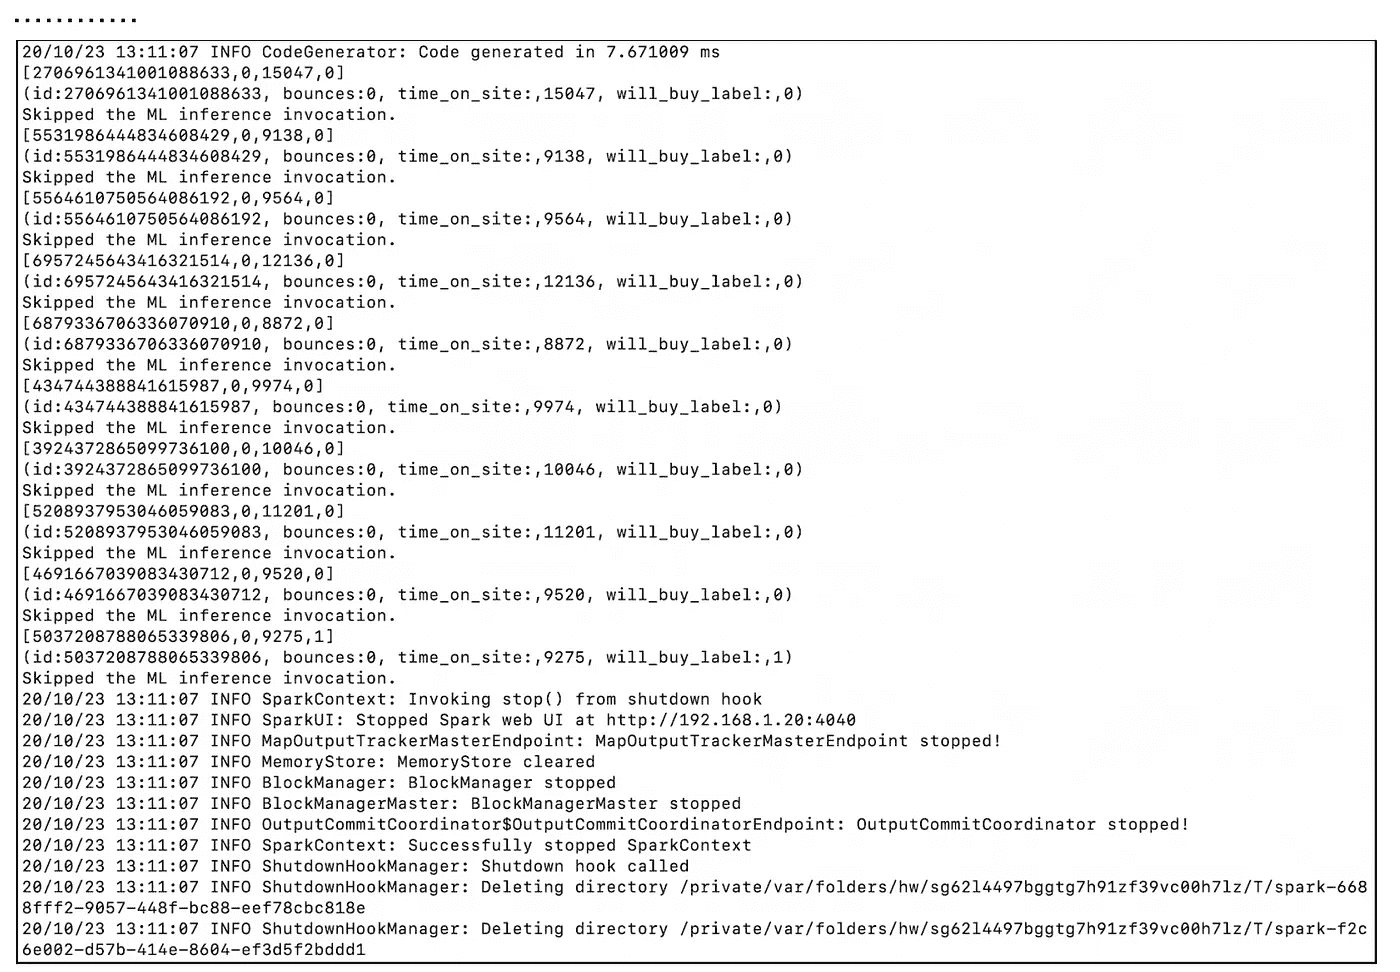 ............
20/10/23 13:11:07 INFO CodeGenerator: Code generated in 7.671009 ms
[2706961341001088633,0,15047,0]
(id:2706961341001088633, bounces:0, time_on_site:,15047, will_buy_label:,0)
Skipped the ML inference invocation.
[5531986444834608429,0,9138,0]
(id:5531986444834608429, bounces:0, time_on_site:,9138, will_buy_label:,0)
Skipped the ML inference invocation.
[5564610750564086192,0,9564,0]
(id:5564610750564086192, bounces:0, time_on_site:,9564, will_buy_label:,0)
Skipped the ML inference invocation.
[6957245643416321514,0,12136,0]
(id:6957245643416321514, bounces:0, time_on_site:,12136, will_buy_label:,0)
Skipped the ML inference invocation.
[6879336706336070910,0,8872,0]
(id:6879336706336070910, bounces:0, time_on_site:,8872, will_buy_label:,0)
Skipped the ML inference invocation.
[434744388841615987,0,9974,0]
(id:434744388841615987, bounces:0, time_on_site:,9974, will_buy_label:,0)
Skipped the ML inference invocation.
[3924372865099736100,0,10046,0]
(id:3924372865099736100, bounces:0, time_on_site:,10046, will_buy_label:,0)
Skipped the ML inference invocation.
[5208937953046059083,0,11201,0]
(id:5208937953046059083, bounces:0, time_on_site:,11201, will_buy_label:,0)
Skipped the ML inference invocation.
[4691667039083430712,0,9520,0]
(id:4691667039083430712, bounces:0, time_on_site:,9520, will_buy_label:,0)
Skipped the ML inference invocation.
[5037208788065339806,0,9275,1]
(id:5037208788065339806, bounces:0, time_on_site:,9275, will_buy_label:,1)
Skipped the ML inference invocation.
20/10/23 13:11:07 INFO SparkContext: Invoking stop() from shutdown hook
20/10/23 13:11:07 INFO SparkUI: Stopped Spark web UI at http://192.168.1.20:4040
20/10/23 13:11:07 INFO MapOutputTrackerMasterEndpoint: MapOutputTrackerMasterEndpoint stopped!
20/10/23 13:11:07 INFO MemoryStore: MemoryStore cleared
20/10/23 13:11:07 INFO BlockManager: BlockManager stopped
20/10/23 13:11:07 INFO BlockManagerMaster: BlockManagerMaster stopped
20/10/23 13:11:07 INFO OutputCommitCoordinator$OutputCommitCoordinatorEndpoint: OutputCommitCoordinator stopped!
20/10/23 13:11:07 INFO SparkContext: Successfully stopped SparkContext
20/10/23 13:11:07 INFO ShutdownHookManager: Shutdown hook called
20/10/23 13:11:07 INFO ShutdownHookManager: Deleting directory /private/var/folders/hw/sg62l4497bggtg7h91zf39vc00h7lz/T/spark-668
8fff2-9057-448f-bc88-eef78cbc818e
20/10/23 13:11:07 INFO ShutdownHookManager: Deleting directory /private/var/folders/hw/sg62l4497bggtg7h91zf39vc00h7lz/T/spark-f2c
6e002-d57b-414e-8604-ef3d5f2bddd1